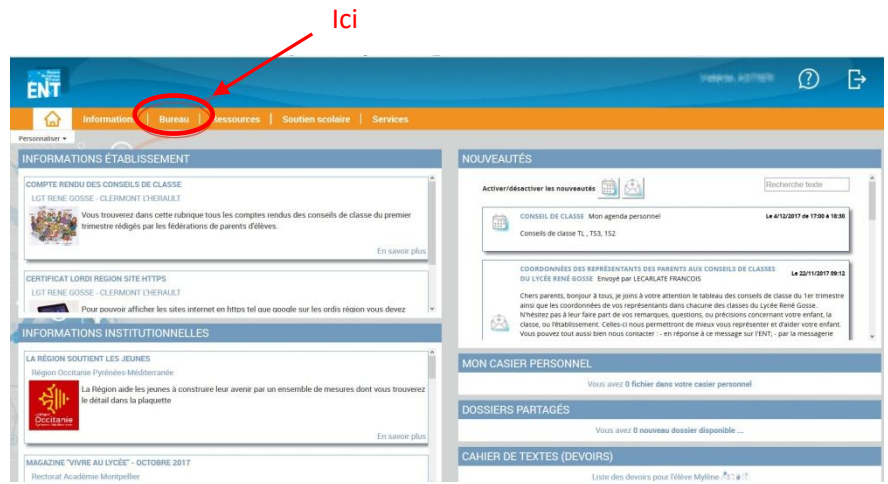 Ici
ENT
Information | Bureau | Ressources | Soutien scolaire | Services
Personnaliser
INFORMATIONS ÉTABLISSEMENT
COMPTE RENDU DES CONSEILS DE CLASSE
LGT RENE GOSSE - CLERMONT L'HERAULT
Vous trouverez dans cette rubrique tous les comptes rendus des conseils de classe du premier
trimestre rédigés par les fédérations de parents d'élèves.
En savoir plus
CERTIFICAT LORDI REGION SITE HTTPS
LGT RENE GOSSE - CLERMONT L'HERAULT
Pour pouvoir afficher les sites internet en https tel que google sur les ordis région vous devez
INFORMATIONS INSTITUTIONNELLES
LA RÉGION SOUTIENT LES JEUNES
Région Occitanie Pyrénées-Méditerranée
La Région aide les jeunes à construire leur avenir par un ensemble de mesures dont vous trouverez
le détail dans la plaquette
Occitanie
En savoir plus
MAGAZINE "VIVRE AU LYCÉE" - OCTOBRE 2017
Rectorat Académie Montpellier
NOUVEAUTÉS
Activer/désactiver les nouveautés
Recherche texte
CONSEIL DE CLASSE Mon agenda personnel Le 4/12/2017 de 17:00 à 18:30
Conseils de classe TL , TS3, 1S2
COORDONNÉES DES REPRÉSENTANTS DES PARENTS AUX CONSEILS DE CLASSES
DU LYCÉE RENÉ GOSSE Envoyé par LECARLATE FRANCOIS Le 22/11/2017 09:12
Chers parents, bonjour à tous, je joins à votre attention le tableau des conseils de classe du 1er trimestre
ainsi que les coordonnées de vos représentants dans chacune des classes du Lycée René Gosse.
N'hésitez pas à leur faire part de vos remarques, questions, ou précisions concernant votre enfant, la
classe, ou l'établissement. Celles-ci nous permettront de mieux vous représenter et d'aider votre enfant.
Vous pouvez tout aussi bien nous contacter : - en réponse à ce message sur l'ENT; - par la messagerie
MON CASIER PERSONNEL
Vous avez 0 fichier dans votre casier personnel
DOSSIERS PARTAGÉS
Vous avez 0 nouveau dossier disponible ...
CAHIER DE TEXTES (DEVOIRS)
Liste des devoirs pour l'élève Mylène